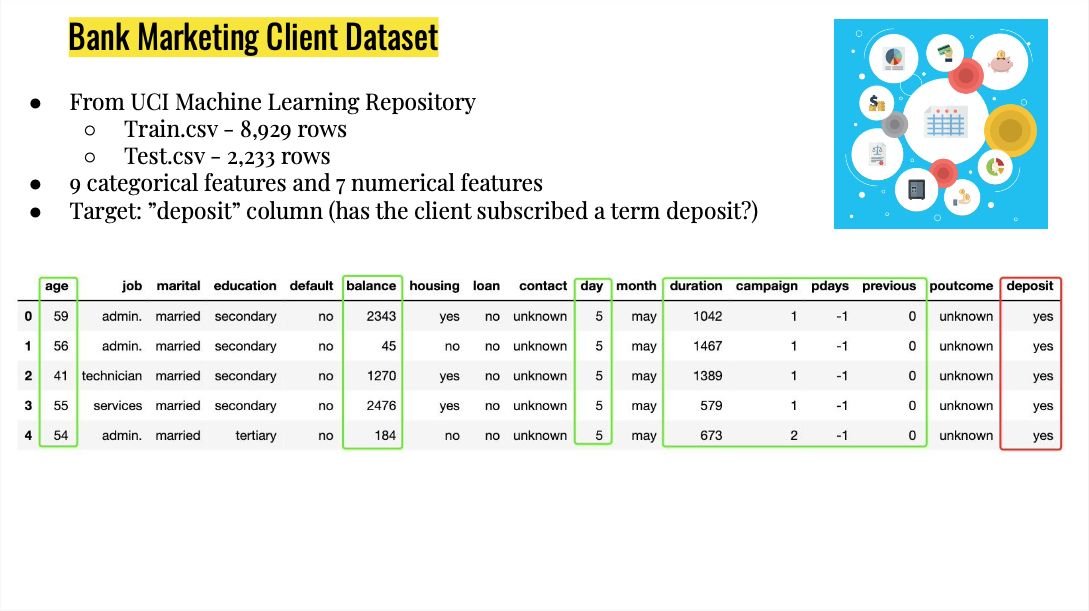 Bank Marketing Client Dataset
● From UCI Machine Learning Repository
○ Train.csv - 8,929 rows
○ Test.csv - 2,233 rows
● 9 categorical features and 7 numerical features
● Target: ”deposit” column (has the client subscribed a term deposit?)
age job marital education default balance housing loan contact day month duration campaign pdays previous poutcome deposit
0 59 admin. married secondary no 2343 yes no unknown 5 may 1042 1 -1 0 unknown yes
1 56 admin. married secondary no 45 no no unknown 5 may 1467 1 -1 0 unknown yes
2 41 technician married secondary no 1270 yes no unknown 5 may 1389 1 -1 0 unknown yes
3 55 services married secondary no 2476 yes no unknown 5 may 579 1 -1 0 unknown yes
4 54 admin. married tertiary no 184 no no unknown 5 may 673 2 -1 0 unknown yes